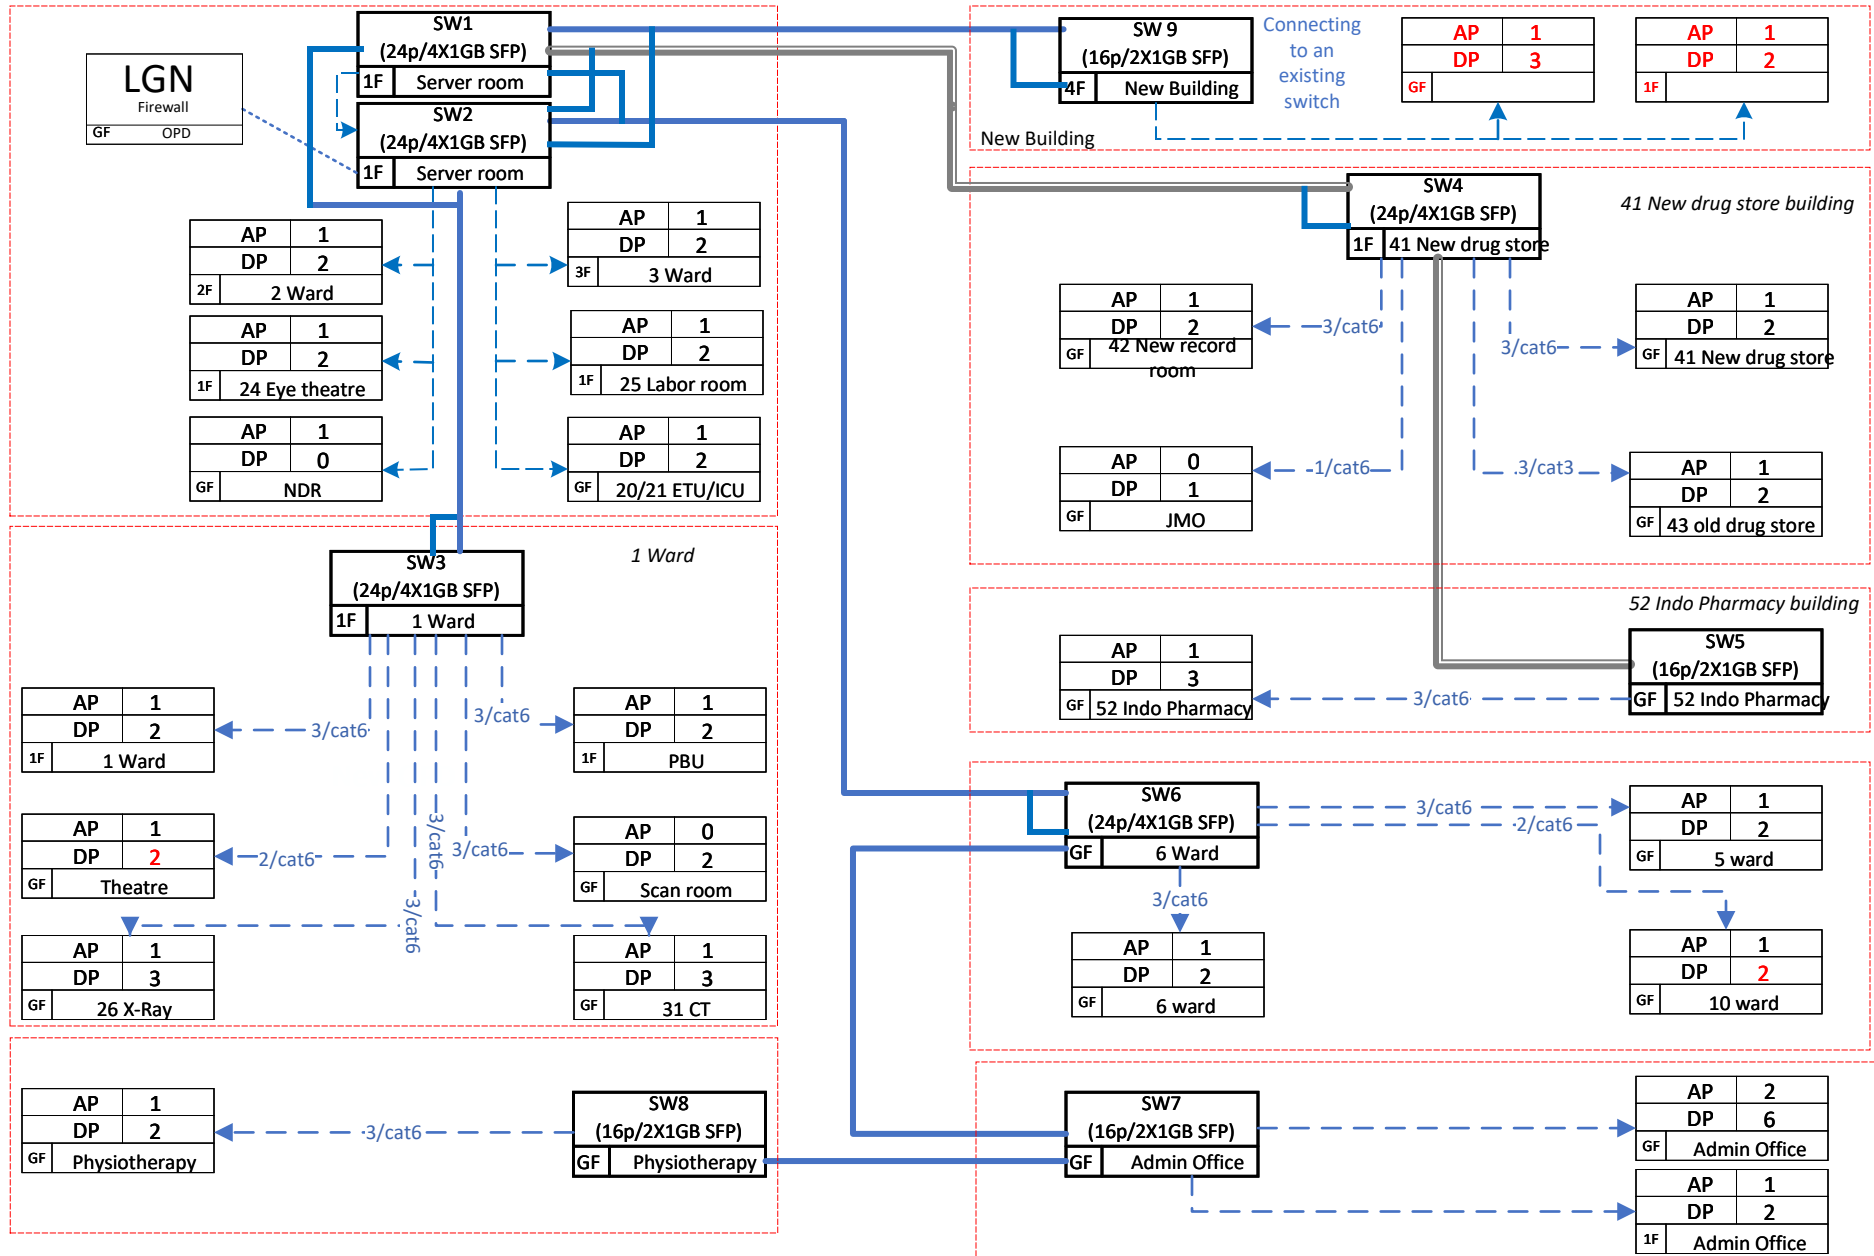 SW1
(24p/4X1GB SFP)
1F Server room
SW2
(24p/4X1GB SFP)
1F Server room
LGN
Firewall
GF OPD
AP 1
DP 2
2F 2 Ward
AP 1
DP 2
3F 3 Ward
AP 1
DP 2
1F 24 Eye theatre
AP 1
DP 2
1F 25 Labor room
AP 1
DP 0
GF NDR
AP 1
DP 2
GF 20/21 ETU/ICU
SW 9
(16p/2X1GB SFP)
4F New Building
Connecting
to an
existing
switch
AP 1
DP 3
GF
AP 1
DP 2
1F
New Building
SW4
(24p/4X1GB SFP)
1F 41 New drug store
41 New drug store building
AP 1
DP 2
GF 42 New record
room
3/cat6
3/cat6
AP 1
DP 2
GF 41 New drug store
AP 0
DP 1
GF JMO
1/cat6
3/cat3
AP 1
DP 2
GF 43 old drug store
SW3
(24p/4X1GB SFP)
1F 1 Ward
1 Ward
AP 1
DP 2
1F 1 Ward
3/cat6
3/cat6
AP 1
DP 2
1F PBU
AP 1
DP 2
GF Theatre
2/cat6
3/cat6
3/cat6
AP 0
DP 2
GF Scan room
3/cat6
AP 1
DP 3
GF 26 X-Ray
AP 1
DP 3
GF 31 CT
52 Indo Pharmacy building
AP 1
DP 3
GF 52 Indo Pharmacy
3/cat6
SW5
(16p/2X1GB SFP)
GF 52 Indo Pharmacy
SW6
(24p/4X1GB SFP)
GF 6 Ward
3/cat6
2/cat6
3/cat6
AP 1
DP 2
GF 5 ward
AP 1
DP 2
GF 6 ward
AP 1
DP 2
GF 10 ward
AP 1
DP 2
GF Physiotherapy
3/cat6
SW8
(16p/2X1GB SFP)
GF Physiotherapy
SW7
(16p/2X1GB SFP)
GF Admin Office
AP 2
DP 6
GF Admin Office
AP 1
DP 2
1F Admin Office